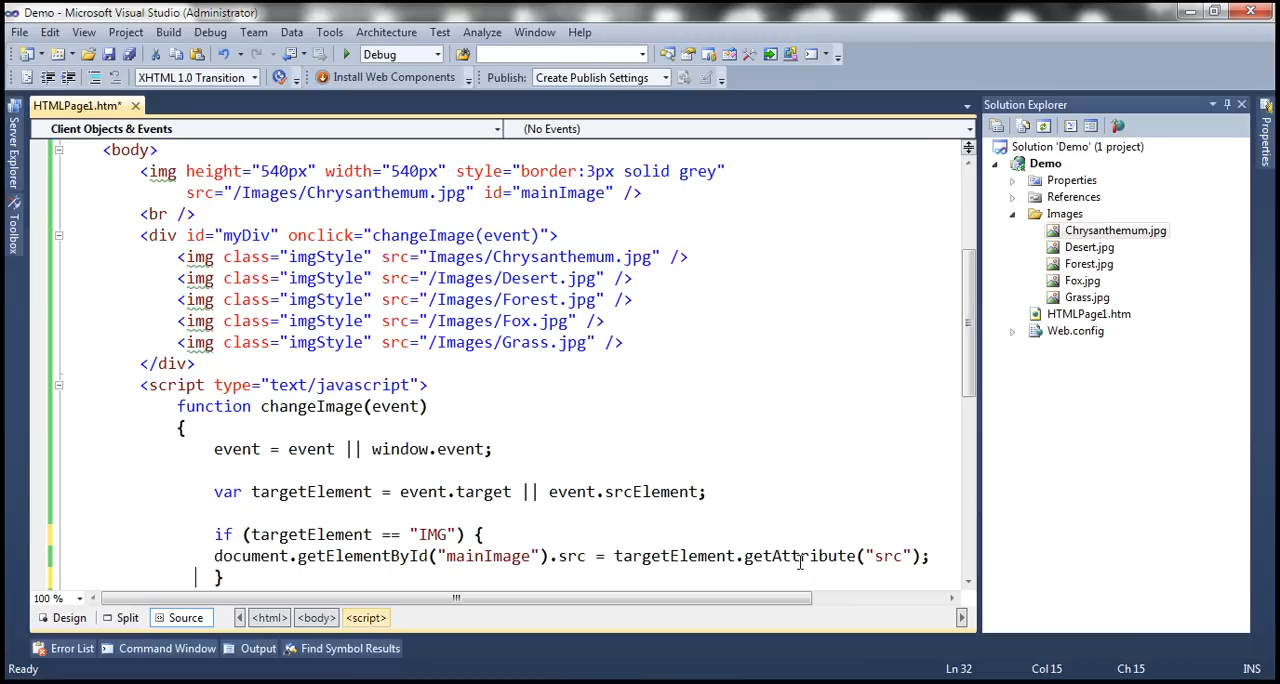 Demo - Microsoft Visual Studio (Administrator)
File Edit View Project Build Debug Team Data Tools Architecture Test Analyze Window Help
Debug
XHTML 1.0 Transition Install Web Components Publish: Create Publish Settings
HTMLPage1.htm*
Client Objects & Events (No Events)
<body>
<img height="540px" width="540px" style="border:3px solid grey"
src="/Images/Chrysanthemum.jpg" id="mainImage" />
<br />
<div id="myDiv" onclick="changeImage(event)">
<img class="imgStyle" src="Images/Chrysanthemum.jpg" />
<img class="imgStyle" src="/Images/Desert.jpg" />
<img class="imgStyle" src="/Images/Forest.jpg" />
<img class="imgStyle" src="/Images/Fox.jpg" />
<img class="imgStyle" src="/Images/Grass.jpg" />
</div>
<script type="text/javascript">
function changeImage(event)
{
event = event || window.event;
var targetElement = event.target || event.srcElement;
if (targetElement == "IMG") {
document.getElementById("mainImage").src = targetElement.getAttribute("src");
}
100 %
Design Split Source <html> <body> <script>
Error List Command Window Output Find Symbol Results
Ready Ln 32 Col 15 Ch 15 INS
Server Explorer
Toolbox
Solution Explorer
Solution 'Demo' (1 project)
Demo
Properties
References
Images
Chrysanthemum.jpg
Desert.jpg
Forest.jpg
Fox.jpg
Grass.jpg
HTMLPage1.htm
Web.config
Properties